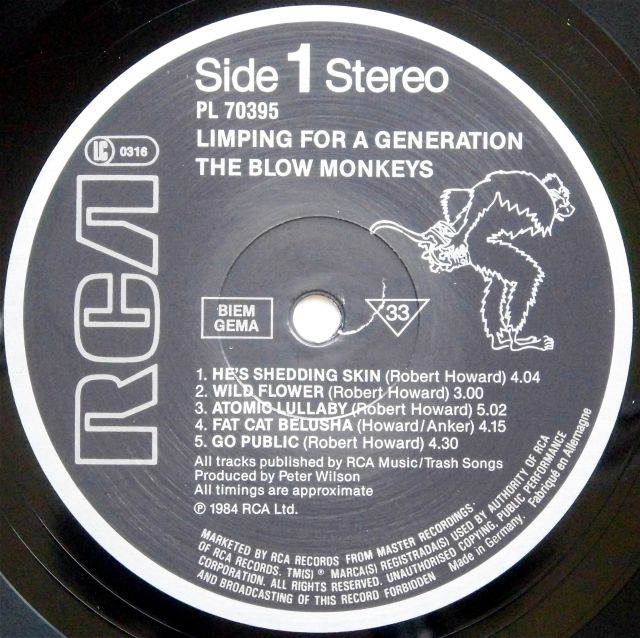 Side 1 Stereo
PL 70395
LIMPING FOR A GENERATION
THE BLOW MONKEYS
LC 0316
RCA
BIEM
GEMA
33
1. HE'S SHEDDING SKIN (Robert Howard) 4.04
2. WILD FLOWER (Robert Howard) 3.00
3. ATOMIC LULLABY (Robert Howard) 5.02
4. FAT CAT BELUSHA (Howard/Anker) 4.15
5. GO PUBLIC (Robert Howard) 4.30
All tracks published by RCA Music/Trash Songs
Produced by Peter Wilson
All timings are approximate
℗ 1984 RCA Ltd.
MARKETED BY RCA RECORDS FROM MASTER RECORDINGS.
OF RCA RECORDS. TM(S) ® MARCA(S) REGISTRADA(S) USED BY AUTHORITY OF RCA
CORPORATION. ALL RIGHTS RESERVED. UNAUTHORISED COPYING, PUBLIC PERFORMANCE
AND BROADCASTING OF THIS RECORD FORBIDDEN Made in Germany. Fabriqué en Allemagne